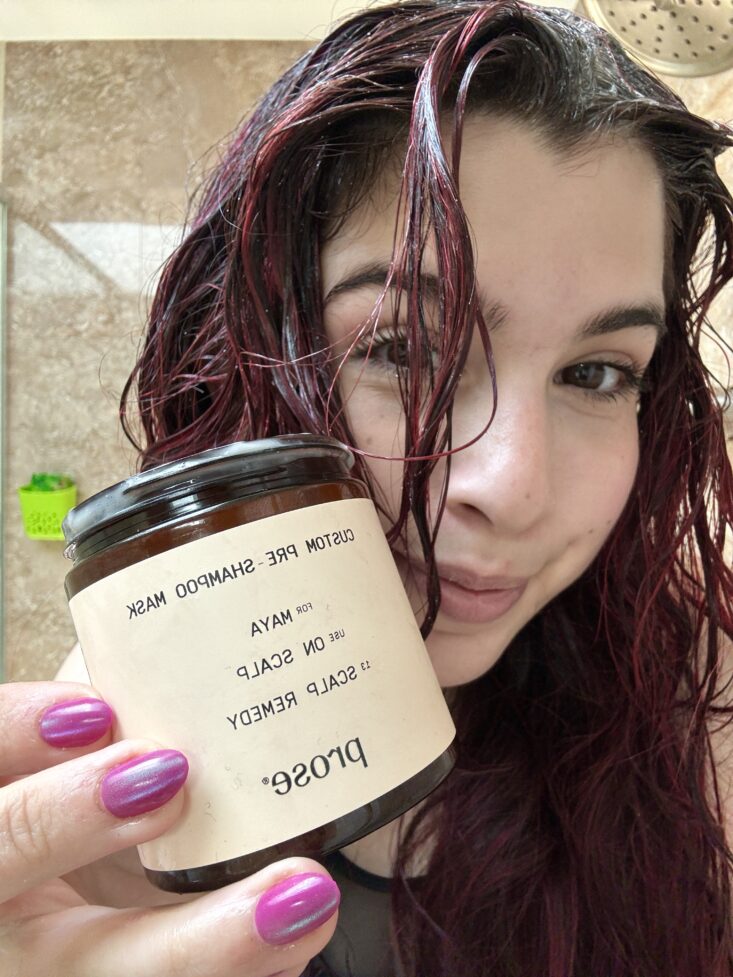 CUSTOM PRE-SHAMPOO MASK
FOR MAYA
USE ON SCALP
13 SCALP REMEDY
prose®